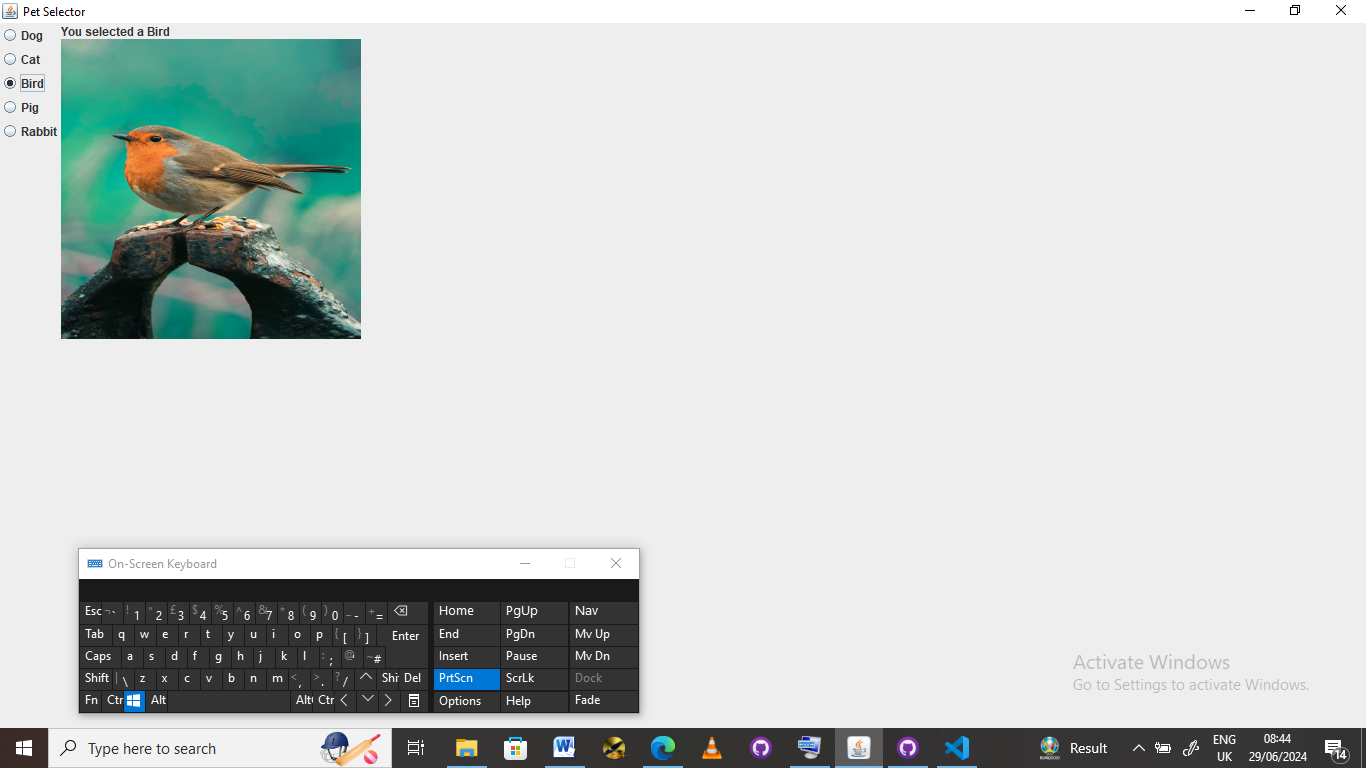 Pet Selector
Dog
Cat
Bird
Pig
Rabbit
You selected a Bird
On-Screen Keyboard
Esc ¬` ! 1 " 2 £ 3 $ 4 % 5 ^ 6 & 7 * 8 ( 9 ) 0 _ - + = Home PgUp Nav
Tab q w e r t y u i o p { [ } ] Enter End PgDn Mv Up
Caps a s d f g h j k l : ; @ ' ~ # Insert Pause Mv Dn
Shift | \ z x c v b n m < , > . ? / Shi Del PrtScn ScrLk Dock
Fn Ctr Alt Alt Ctr Options Help Fade
Activate Windows
Go to Settings to activate Windows.
Type here to search
Result
ENG
UK
08:44
29/06/2024
14